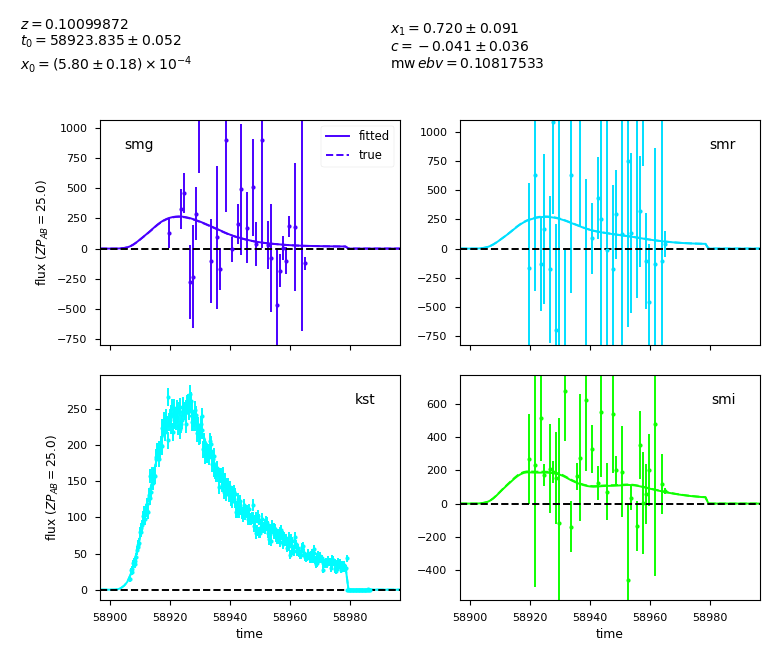 z = 0.10099872
t₀ = 58923.835 ± 0.052
x₀ = (5.80 ± 0.18) × 10⁻⁴
x₁ = 0.720 ± 0.091
c = −0.041 ± 0.036
mw ebv = 0.10817533
smg
fitted
true
1000
750
500
250
0
−250
−500
−750
flux (ZP_AB = 25.0)
smr
1000
750
500
250
0
−250
−500
−750
kst
250
200
150
100
50
0
flux (ZP_AB = 25.0)
58900 58920 58940 58960 58980
time
smi
600
400
200
0
−200
−400
58900 58920 58940 58960 58980
time